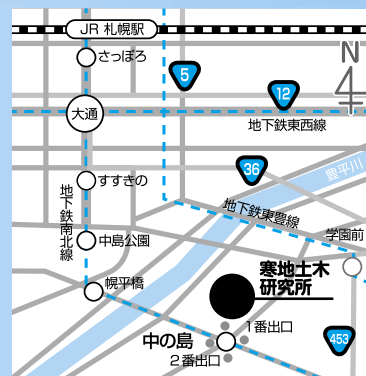 JR 札幌駅
さっぽろ
N
5
12
大通
地下鉄東西線
36
豊平川
すすきの
地下鉄南北線
地下鉄東豊線
学園前
中島公園
寒地土木
研究所
幌平橋
1番出口
中の島
2番出口
453